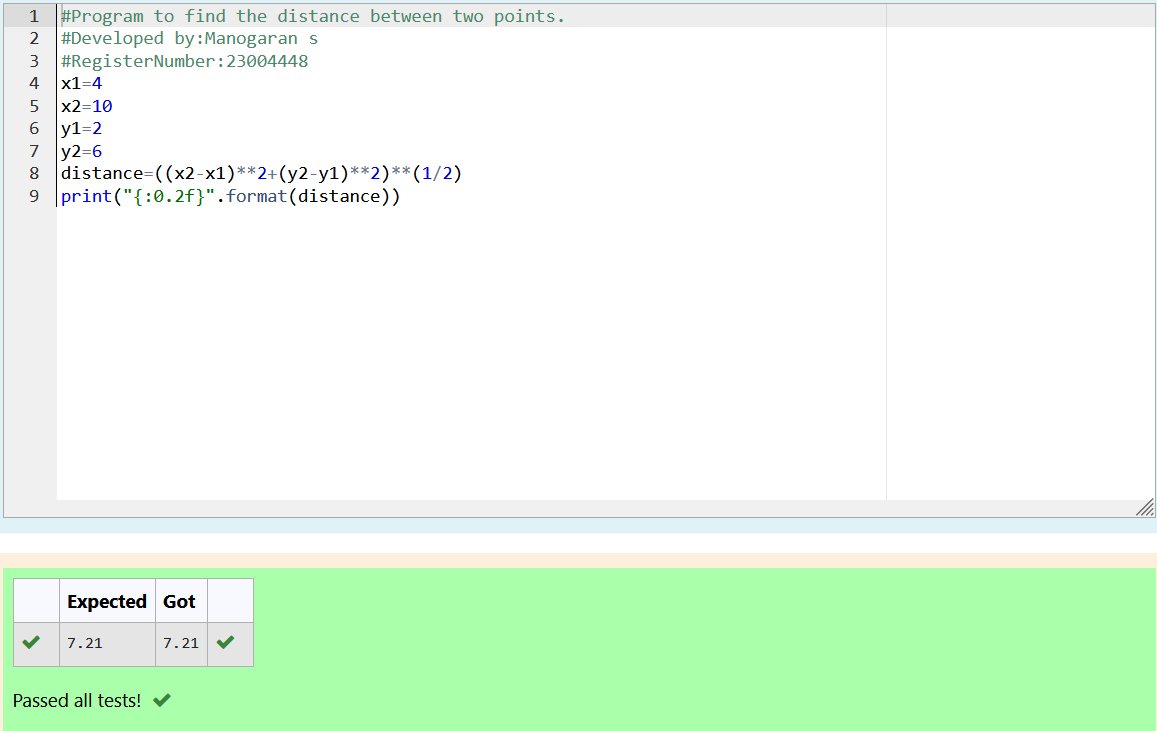 1 #Program to find the distance between two points.
2 #Developed by:Manogaran s
3 #RegisterNumber:23004448
4 x1=4
5 x2=10
6 y1=2
7 y2=6
8 distance=((x2-x1)**2+(y2-y1)**2)**(1/2)
9 print("{:0.2f}".format(distance))
Expected Got
7.21 7.21
Passed all tests!